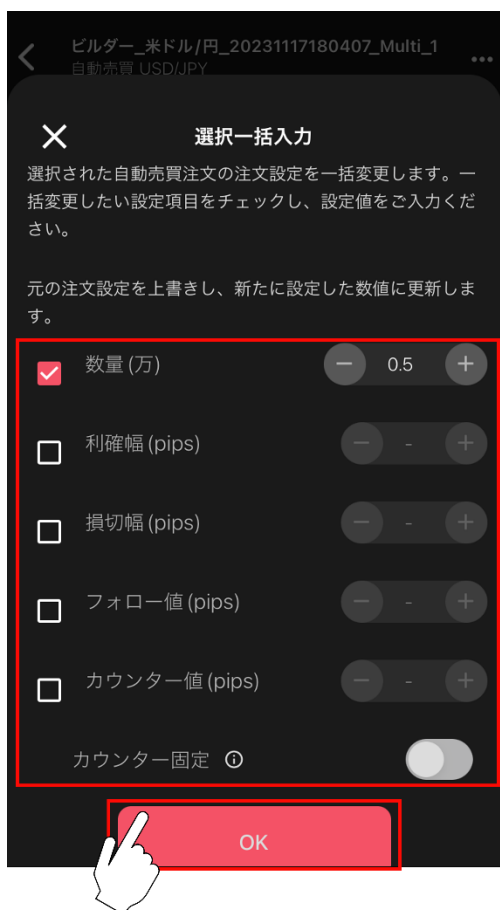 ビルダー_米ドル/円_20231117180407_Multi_1
自動売買 USD/JPY
選択一括入力
選択された自動売買注文の注文設定を一括変更します。一
括変更したい設定項目をチェックし、設定値をご入力くだ
さい。
元の注文設定を上書きし、新たに設定した数値に更新しま
す。
数量(万) − 0.5 +
利確幅(pips) − - +
損切幅(pips) − - +
フォロー値(pips) − - +
カウンター値(pips) − - +
カウンター固定
OK